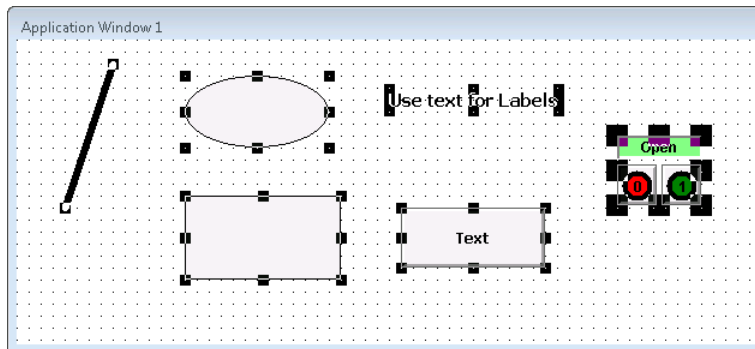 Application Window 1
Use text for Labels
Open
0 1
Text